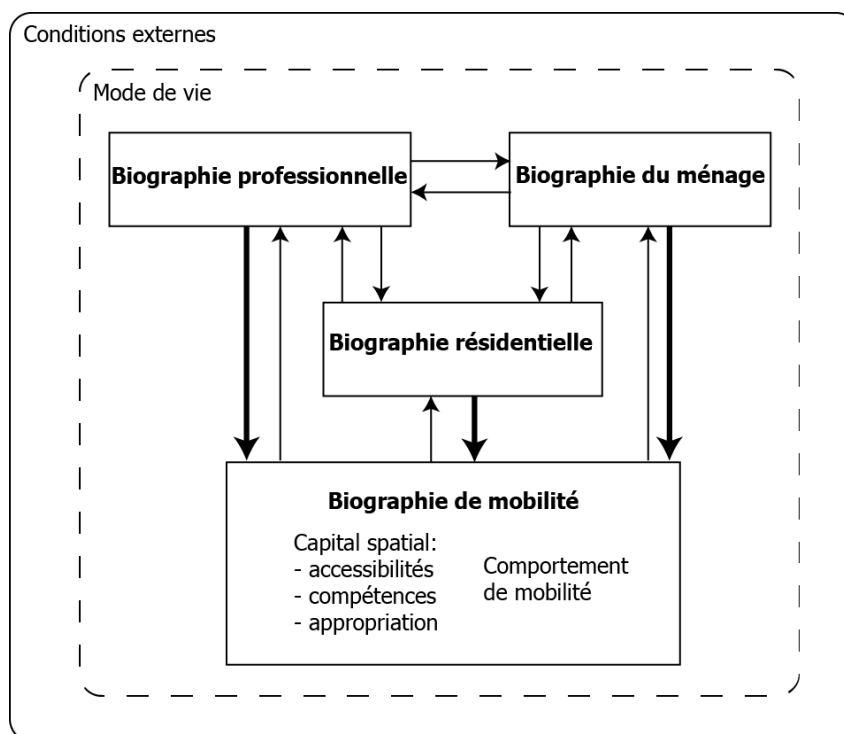 Conditions externes
Mode de vie
Biographie professionnelle
Biographie du ménage
Biographie résidentielle
Biographie de mobilité
Capital spatial:
- accessibilités
- compétences
- appropriation
Comportement
de mobilité